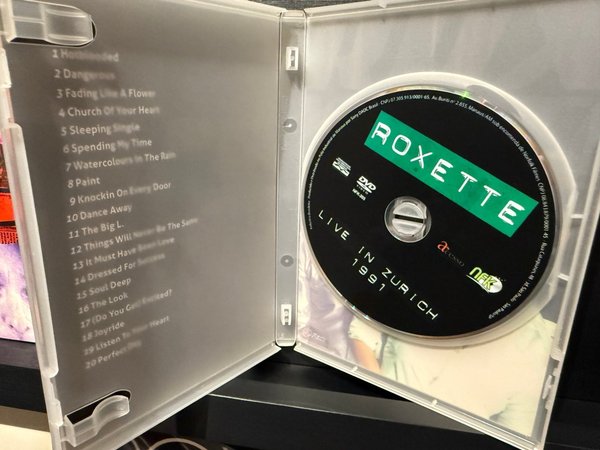 1 Hotblooded
2 Dangerous
3 Fading Like A Flower
4 Church Of Your Heart
5 Sleeping Single
6 Spending My Time
7 Watercolours In The Rain
8 Paint
9 Knockin On Every Door
10 Dance Away
11 The Big L.
12 Things Will Never Be The Same
13 It Must Have Been Love
14 Dressed For Success
15 Soul Deep
16 The Look
17 (Do You Get) Excited?
18 Joyride
19 Listen To Your Heart
20 Perfect Day
ROXETTE
DVD
VIDEO
NFK
LIVE IN ZURICH
1991